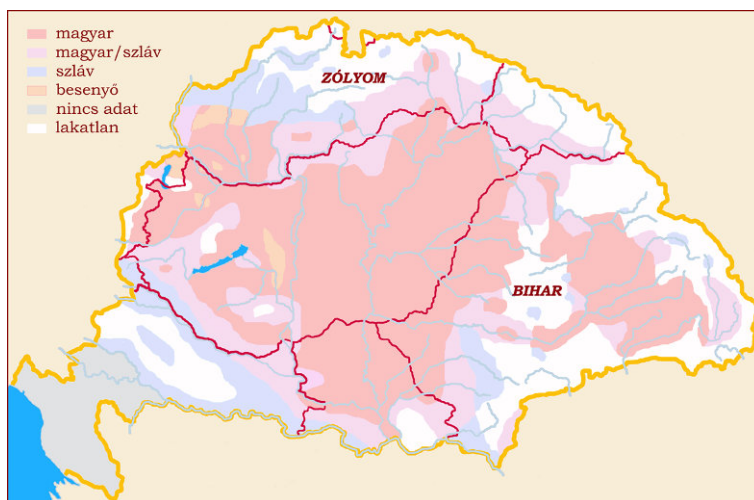 magyar
magyar/szláv
szláv
besenyő
nincs adat
lakatlan
ZÓLYOM
BIHAR